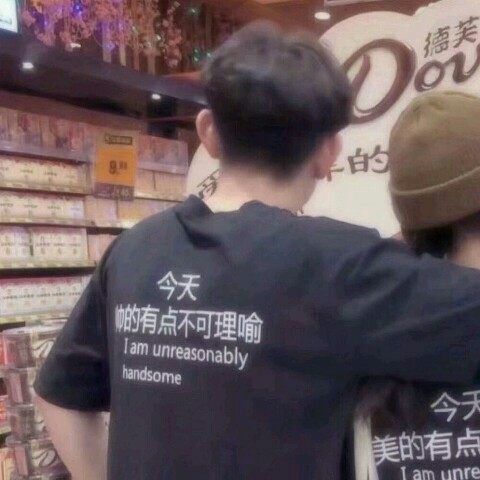 德芙
Dov
的
今天
帅的有点不可理喻
I am unreasonably
handsome
今天
美的有点
I am unre